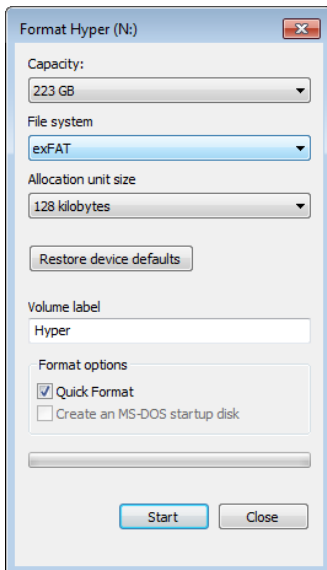 Format Hyper (N:)
Capacity:
223 GB
File system
exFAT
Allocation unit size
128 kilobytes
Restore device defaults
Volume label
Hyper
Format options
Quick Format
Create an MS-DOS startup disk
Start Close